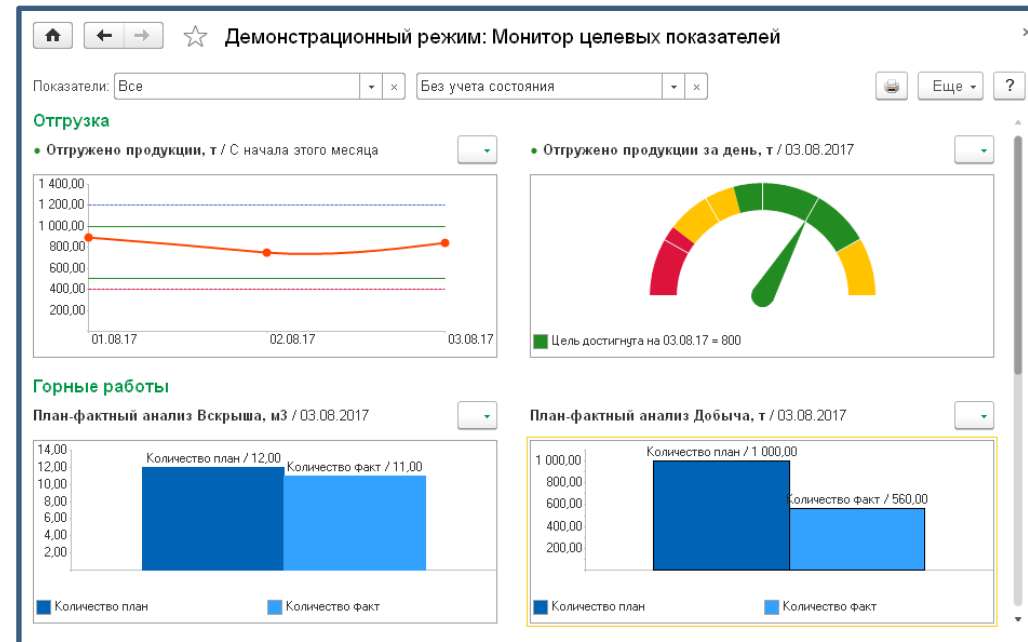 Демонстрационный режим: Монитор целевых показателей
Показатели: Все Без учета состояния Еще ?
Отгрузка
• Отгружено продукции, т / С начала этого месяца
1 400,00
1 200,00
1 000,00
800,00
600,00
400,00
200,00
01.08.17 02.08.17 03.08.17
• Отгружено продукции за день, т / 03.08.2017
Цель достигнута на 03.08.17 = 800
Горные работы
План-фактный анализ Вскрыша, м3 / 03.08.2017
14,00
12,00
10,00
8,00
6,00
4,00
2,00
Количество план / 12,00
Количество факт / 11,00
Количество план Количество факт
План-фактный анализ Добыча, т / 03.08.2017
1 000,00
800,00
600,00
400,00
200,00
Количество план / 1 000,00
Количество факт / 560,00
Количество план Количество факт